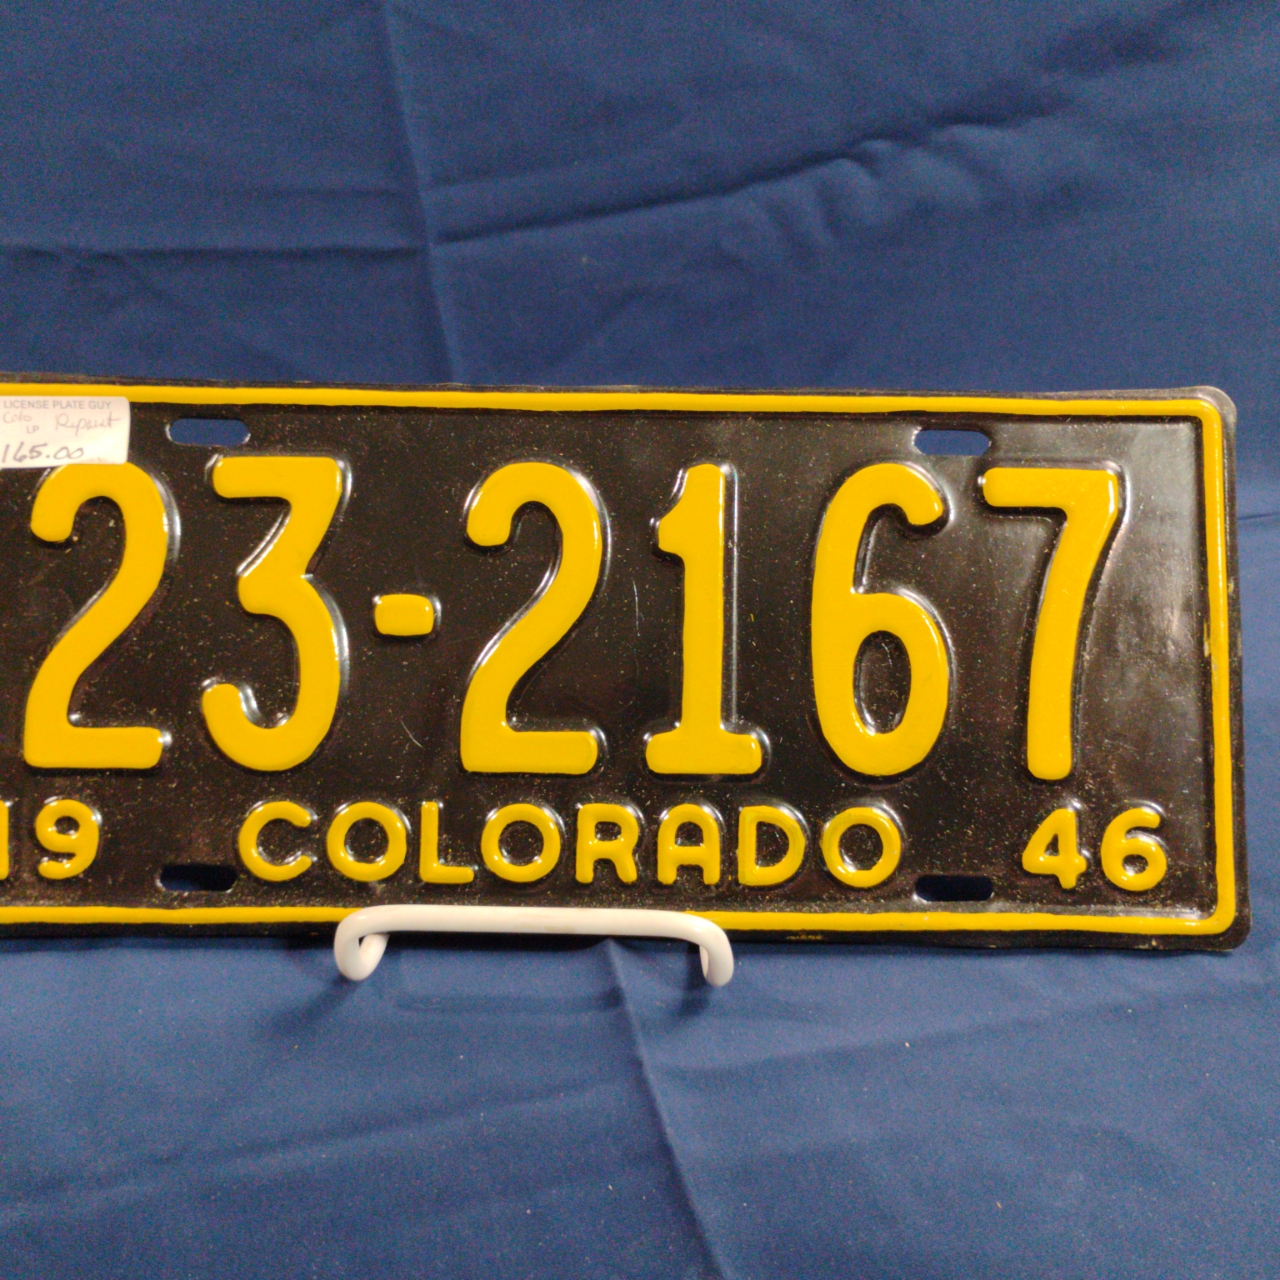 LICENSE PLATE GUY
Colo Repaint
LP
165.00
23-2167
19 COLORADO 46